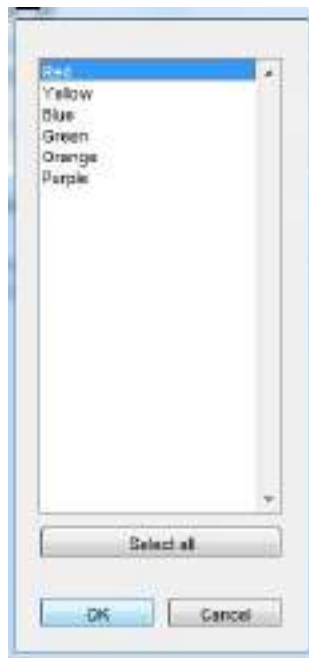 Red
Yellow
Blue
Green
Orange
Purple
Select all
OK
Cancel